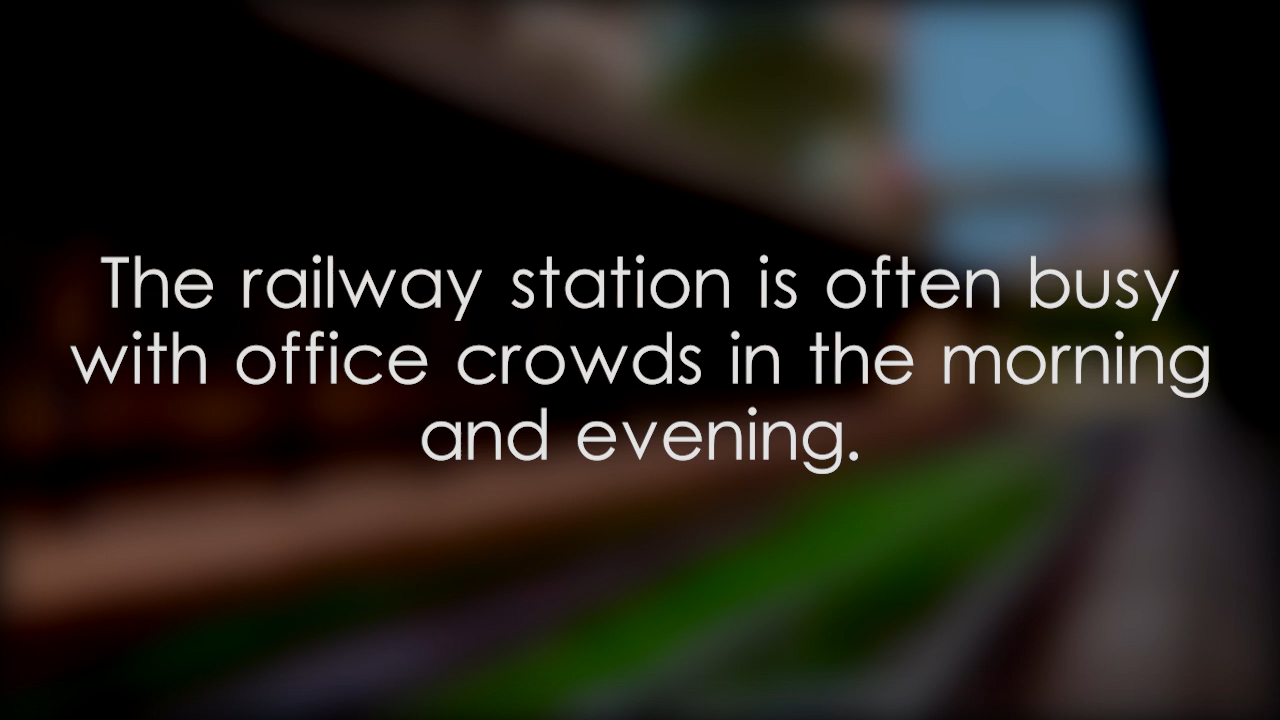 The railway station is often busy
with office crowds in the morning
and evening.